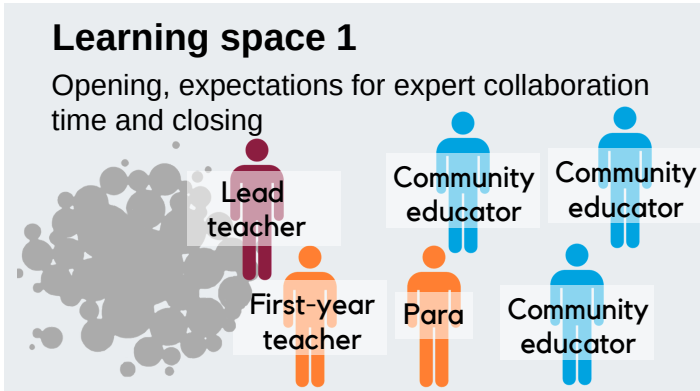 Learning space 1
Opening, expectations for expert collaboration
time and closing
Lead
teacher
Community
educator
Community
educator
First-year
teacher
Para
Community
educator